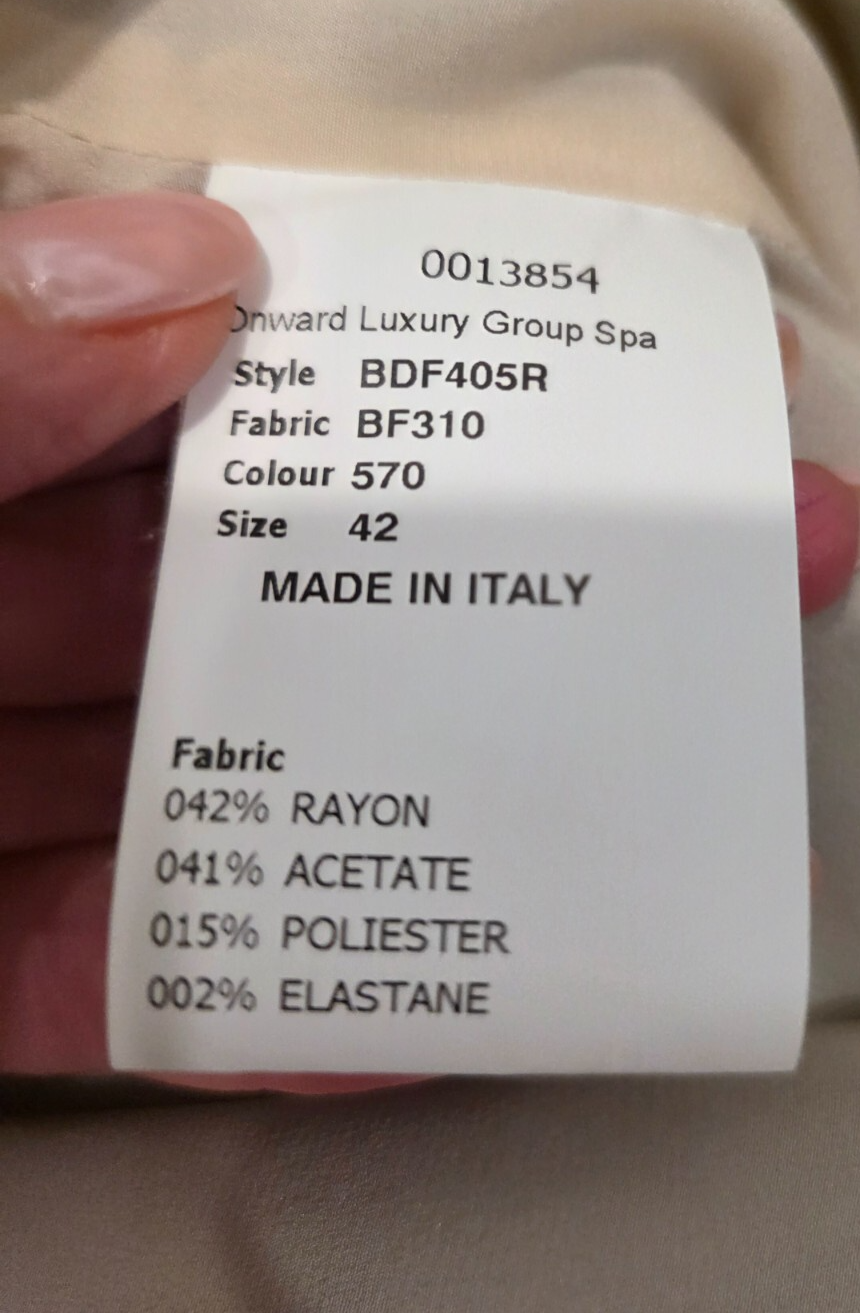 0013854
Onward Luxury Group Spa
Style BDF405R
Fabric BF310
Colour 570
Size 42
MADE IN ITALY
Fabric
042% RAYON
041% ACETATE
015% POLIESTER
002% ELASTANE